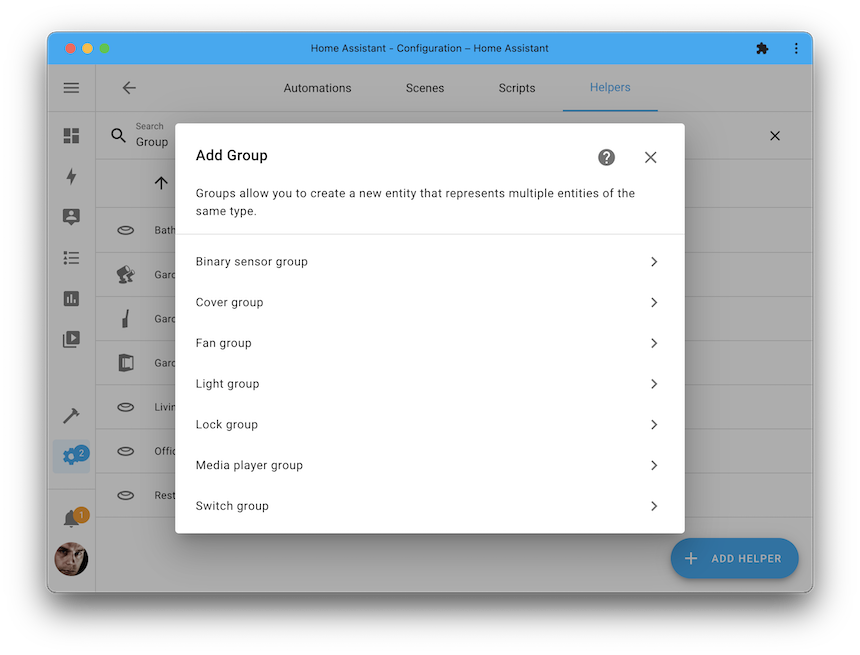 Home Assistant - Configuration – Home Assistant
Automations
Scenes
Scripts
Helpers
Search
Group
Add Group
Groups allow you to create a new entity that represents multiple entities of the
same type.
Binary sensor group
Cover group
Fan group
Light group
Lock group
Media player group
Switch group
Bath
Gard
Gard
Gard
Livin
Offic
Rest
2
1
ADD HELPER